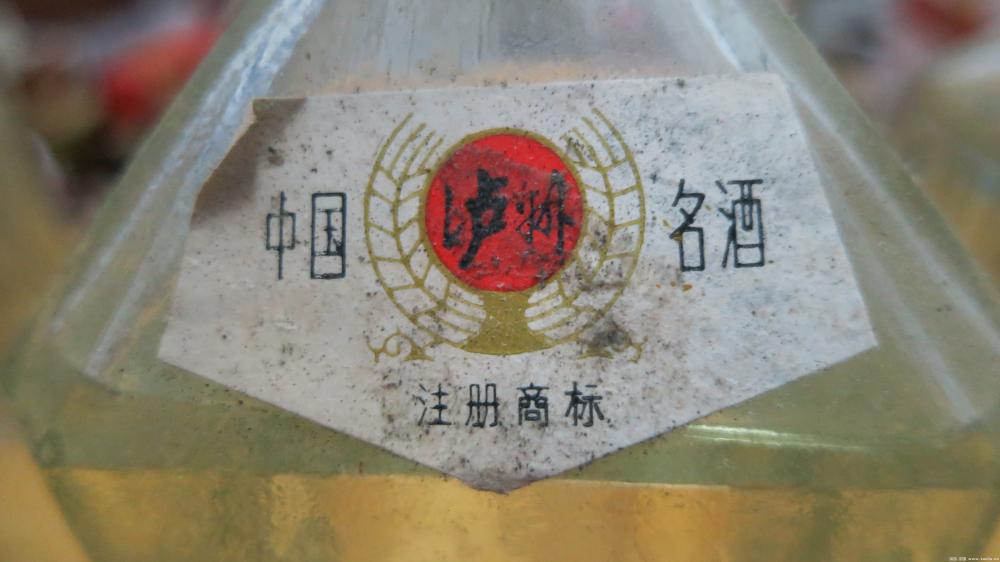 中国 泸州 名酒
注册商标